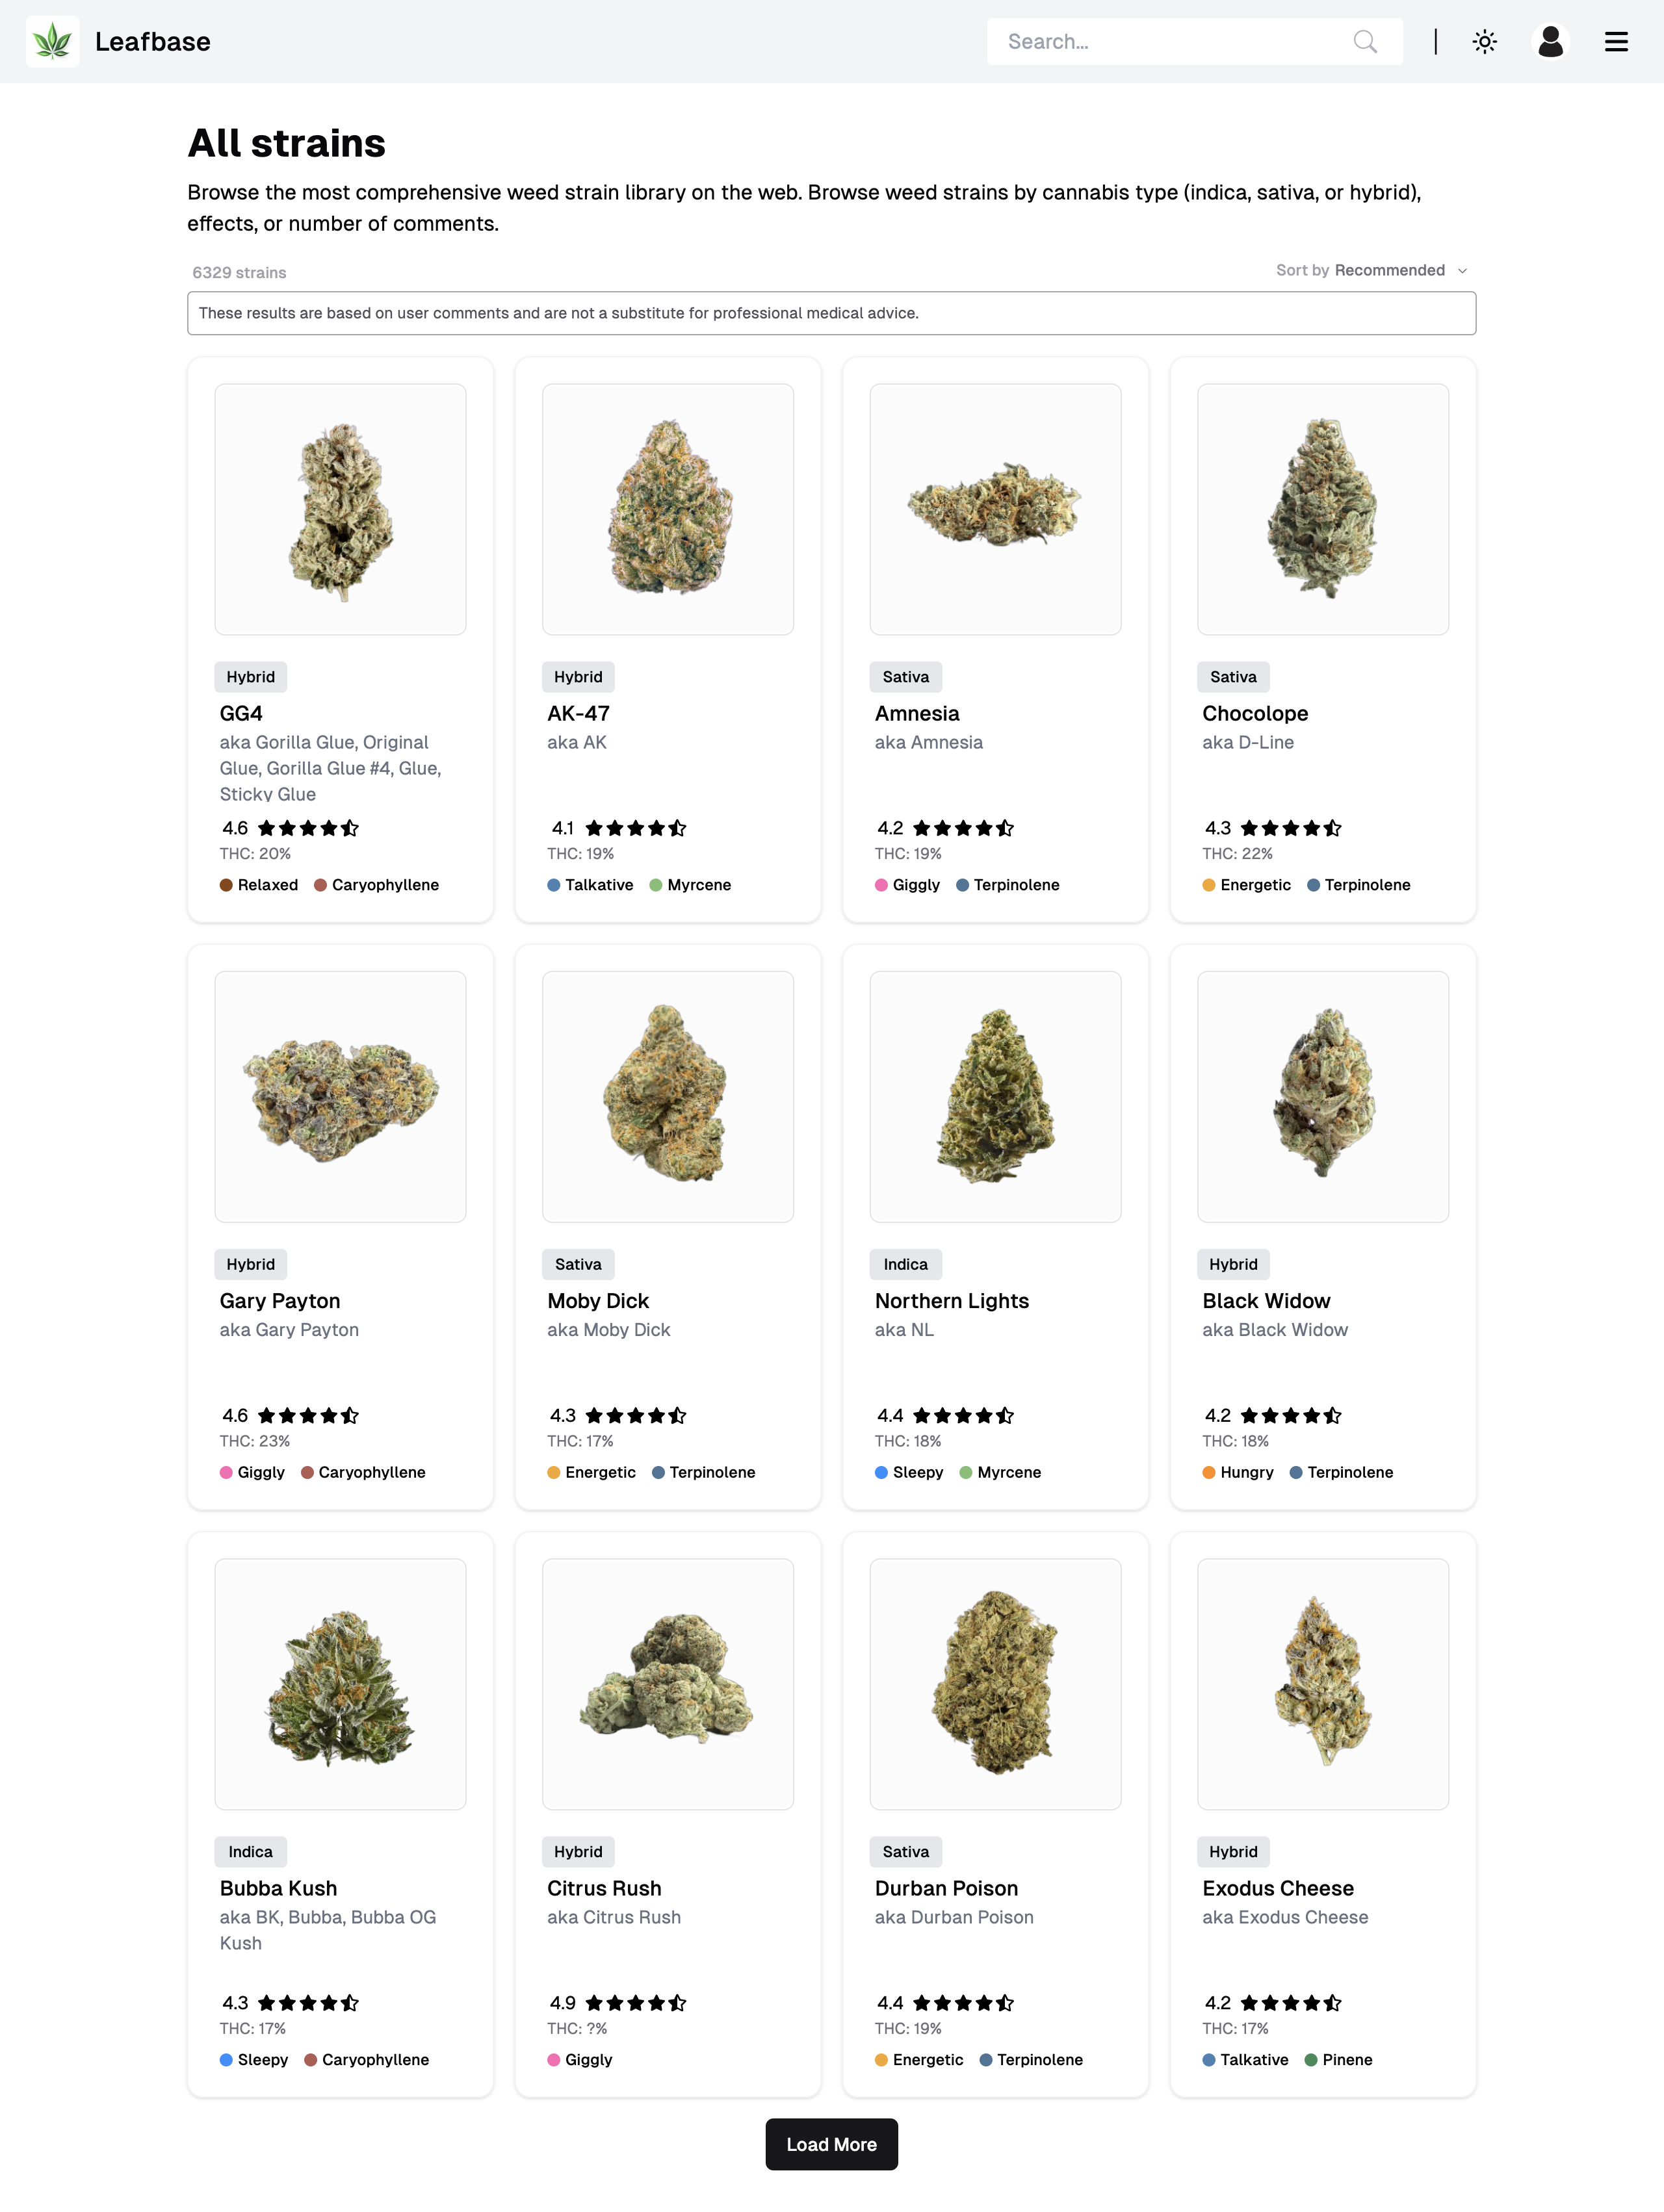 Leafbase
Search...
All strains
Browse the most comprehensive weed strain library on the web. Browse weed strains by cannabis type (indica, sativa, or hybrid),
effects, or number of comments.
6329 strains
Sort by Recommended
These results are based on user comments and are not a substitute for professional medical advice.
Hybrid
GG4
aka Gorilla Glue, Original
Glue, Gorilla Glue #4, Glue,
Sticky Glue
4.6
THC: 20%
Relaxed Caryophyllene
Hybrid
AK-47
aka AK
4.1
THC: 19%
Talkative Myrcene
Sativa
Amnesia
aka Amnesia
4.2
THC: 19%
Giggly Terpinolene
Sativa
Chocolope
aka D-Line
4.3
THC: 22%
Energetic Terpinolene
Hybrid
Gary Payton
aka Gary Payton
4.6
THC: 23%
Giggly Caryophyllene
Sativa
Moby Dick
aka Moby Dick
4.3
THC: 17%
Energetic Terpinolene
Indica
Northern Lights
aka NL
4.4
THC: 18%
Sleepy Myrcene
Hybrid
Black Widow
aka Black Widow
4.2
THC: 18%
Hungry Terpinolene
Indica
Bubba Kush
aka BK, Bubba, Bubba OG
Kush
4.3
THC: 17%
Sleepy Caryophyllene
Hybrid
Citrus Rush
aka Citrus Rush
4.9
THC: ?%
Giggly
Sativa
Durban Poison
aka Durban Poison
4.4
THC: 19%
Energetic Terpinolene
Hybrid
Exodus Cheese
aka Exodus Cheese
4.2
THC: 17%
Talkative Pinene
Load More